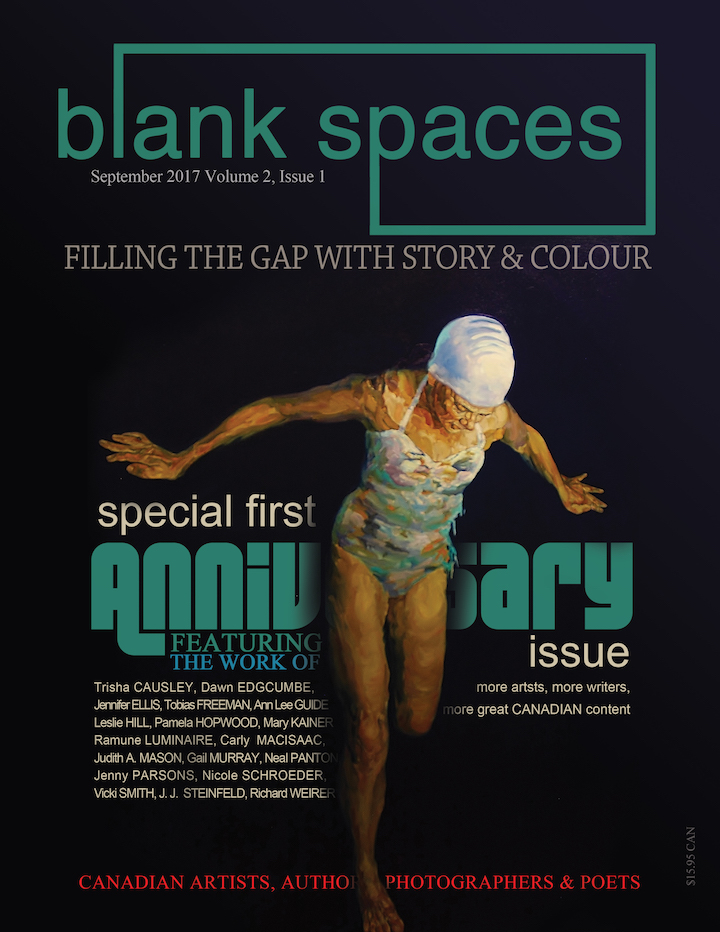 blank spaces
September 2017 Volume 2, Issue 1
FILLING THE GAP WITH STORY & COLOUR
special first
Anniv sary
issue
FEATURING
THE WORK OF
Trisha CAUSLEY, Dawn EDGCUMBE,
Jennifer ELLIS, Tobias FREEMAN, Ann Lee GUIDE
Leslie HILL, Pamela HOPWOOD, Mary KAINER
Ramune LUMINAIRE, Carly MACISAAC,
Judith A. MASON, Gail MURRAY, Neal PANTON
Jenny PARSONS, Nicole SCHROEDER,
Vicki SMITH, J. J. STEINFELD, Richard WEIRER
more artsts, more writers,
more great CANADIAN content
CANADIAN ARTISTS, AUTHOR PHOTOGRAPHERS & POETS
$15.95 CAN